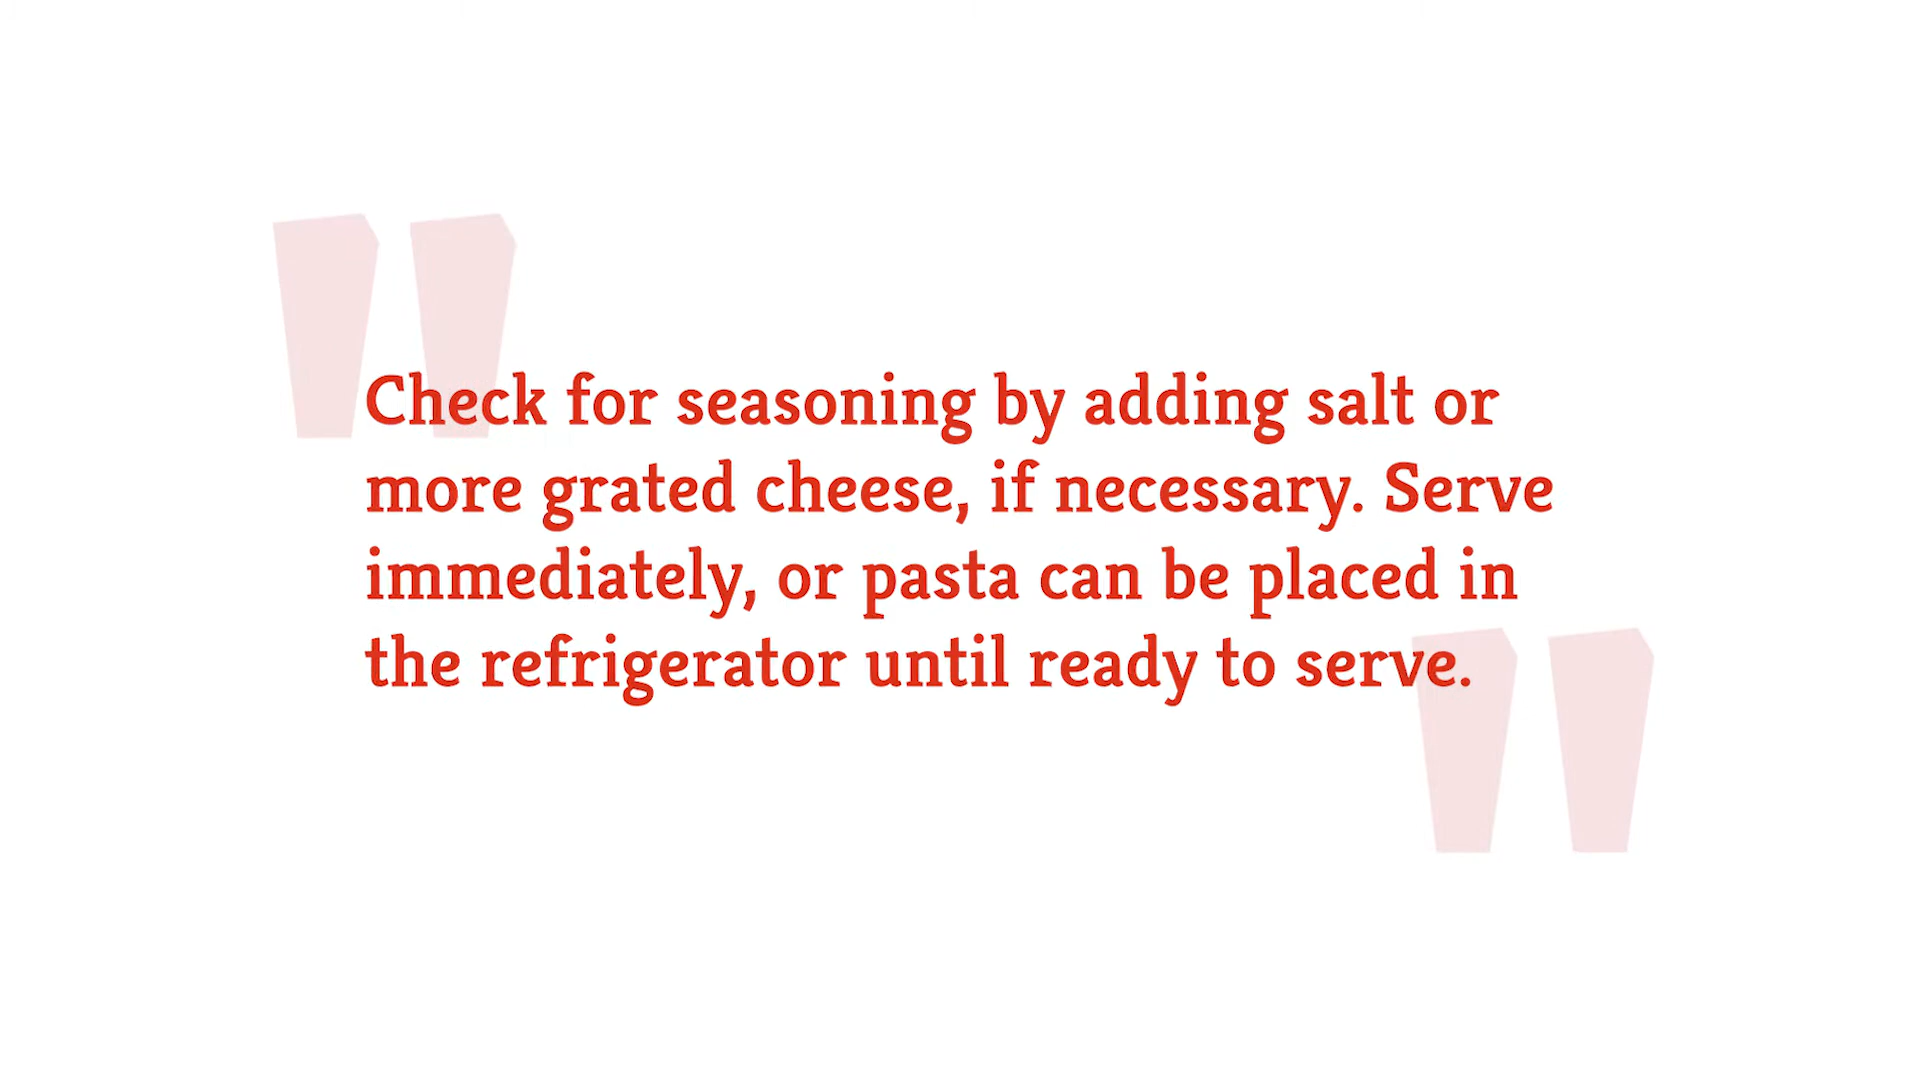 Check for seasoning by adding salt or
more grated cheese, if necessary. Serve
immediately, or pasta can be placed in
the refrigerator until ready to serve.